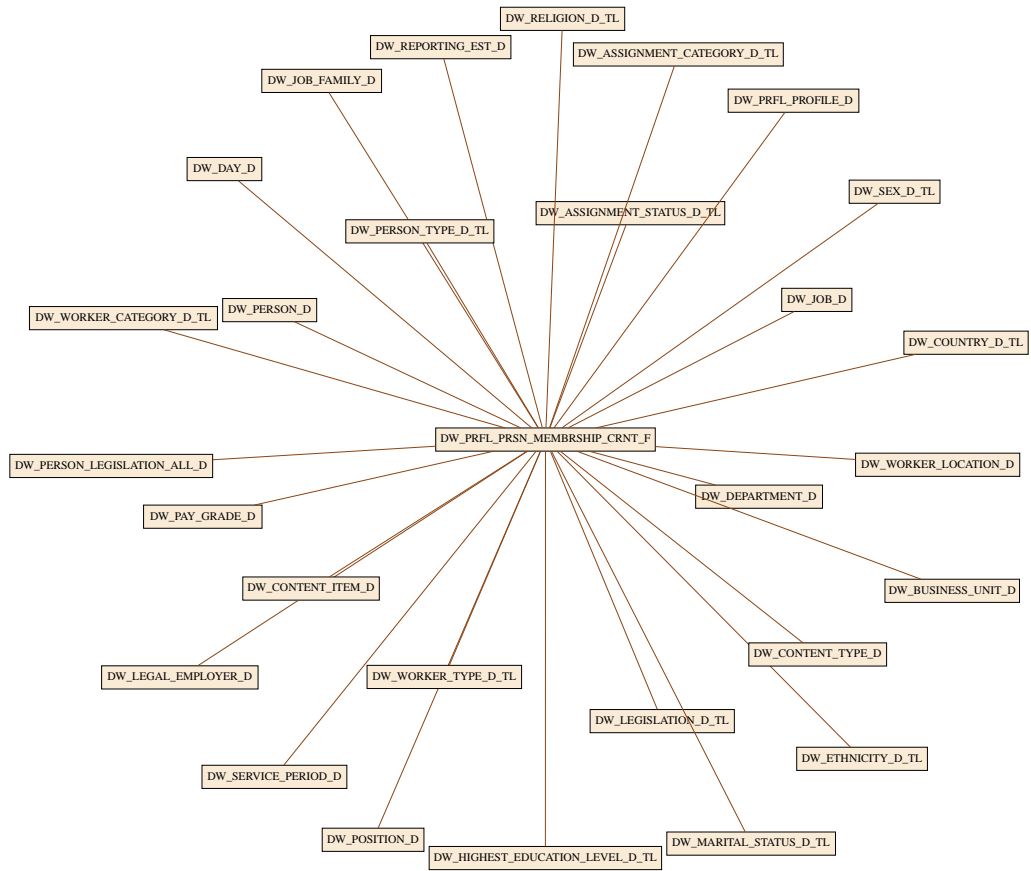 DW_RELIGION_D_TL
DW_REPORTING_EST_D
DW_ASSIGNMENT_CATEGORY_D_TL
DW_JOB_FAMILY_D
DW_PRFL_PROFILE_D
DW_DAY_D
DW_SEX_D_TL
DW_ASSIGNMENT_STATUS_D_TL
DW_PERSON_TYPE_D_TL
DW_JOB_D
DW_PERSON_D
DW_WORKER_CATEGORY_D_TL
DW_COUNTRY_D_TL
DW_PRFL_PRSN_MEMBRSHIP_CRNT_F
DW_PERSON_LEGISLATION_ALL_D
DW_WORKER_LOCATION_D
DW_DEPARTMENT_D
DW_PAY_GRADE_D
DW_CONTENT_ITEM_D
DW_BUSINESS_UNIT_D
DW_CONTENT_TYPE_D
DW_LEGAL_EMPLOYER_D
DW_WORKER_TYPE_D_TL
DW_LEGISLATION_D_TL
DW_ETHNICITY_D_TL
DW_SERVICE_PERIOD_D
DW_POSITION_D
DW_MARITAL_STATUS_D_TL
DW_HIGHEST_EDUCATION_LEVEL_D_TL